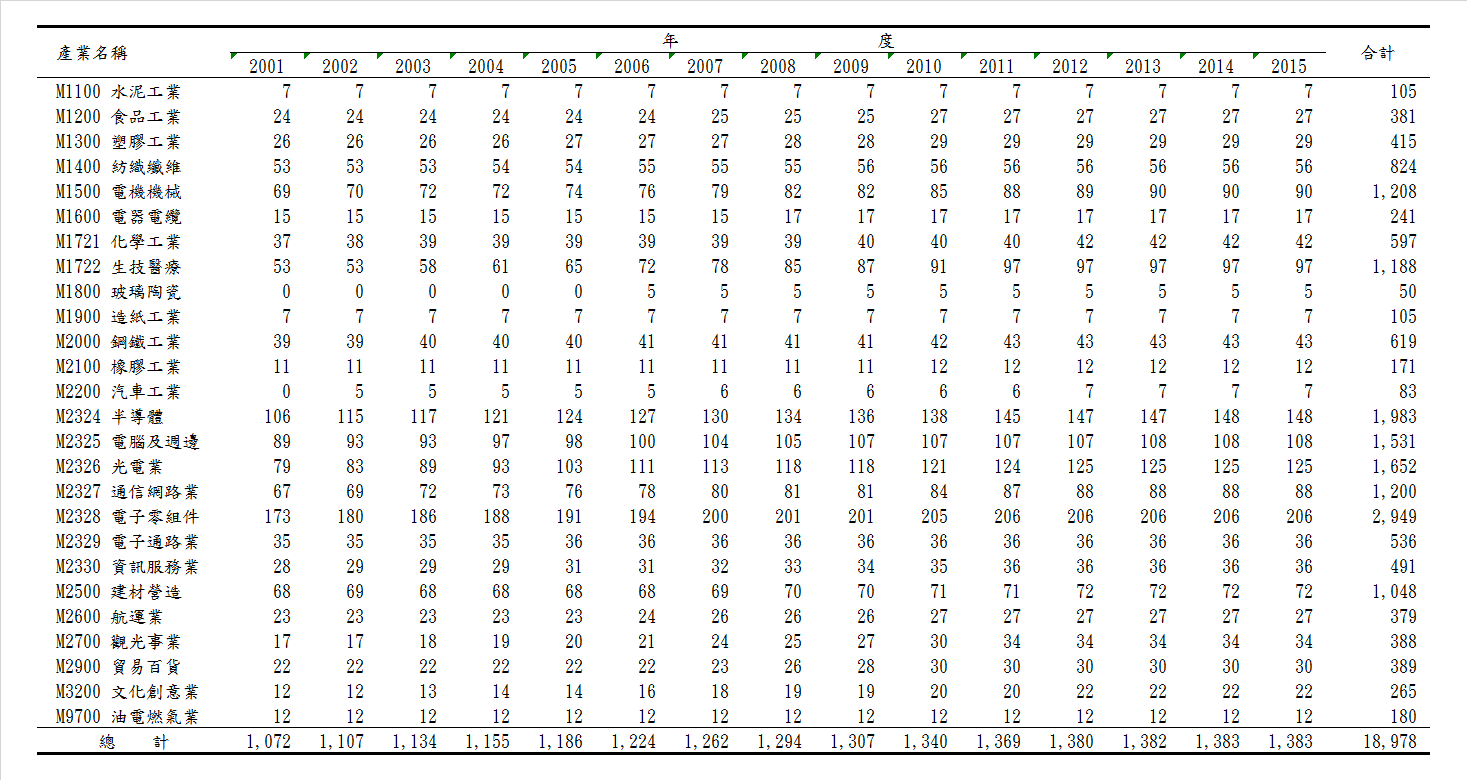 年 度
產業名稱 合計
2001 2002 2003 2004 2005 2006 2007 2008 2009 2010 2011 2012 2013 2014 2015
M1100 水泥工業 7 7 7 7 7 7 7 7 7 7 7 7 7 7 7 105
M1200 食品工業 24 24 24 24 24 24 25 25 25 27 27 27 27 27 27 381
M1300 塑膠工業 26 26 26 26 27 27 27 28 28 29 29 29 29 29 29 415
M1400 紡織纖維 53 53 53 54 54 55 55 55 56 56 56 56 56 56 56 824
M1500 電機機械 69 70 72 72 74 76 79 82 82 85 88 89 90 90 90 1,208
M1600 電器電纜 15 15 15 15 15 15 15 17 17 17 17 17 17 17 17 241
M1721 化學工業 37 38 39 39 39 39 39 39 40 40 40 42 42 42 42 597
M1722 生技醫療 53 53 58 61 65 72 78 85 87 91 97 97 97 97 97 1,188
M1800 玻璃陶瓷 0 0 0 0 0 5 5 5 5 5 5 5 5 5 5 50
M1900 造紙工業 7 7 7 7 7 7 7 7 7 7 7 7 7 7 7 105
M2000 鋼鐵工業 39 39 40 40 40 41 41 41 41 42 43 43 43 43 43 619
M2100 橡膠工業 11 11 11 11 11 11 11 11 11 12 12 12 12 12 12 171
M2200 汽車工業 0 5 5 5 5 5 6 6 6 6 6 7 7 7 7 83
M2324 半導體 106 115 117 121 124 127 130 134 136 138 145 147 147 148 148 1,983
M2325 電腦及週邊 89 93 93 97 98 100 104 105 107 107 107 107 108 108 108 1,531
M2326 光電業 79 83 89 93 103 111 113 118 118 121 124 125 125 125 125 1,652
M2327 通信網路業 67 69 72 73 76 78 80 81 81 84 87 88 88 88 88 1,200
M2328 電子零組件 173 180 186 188 191 194 200 201 201 205 206 206 206 206 206 2,949
M2329 電子通路業 35 35 35 35 36 36 36 36 36 36 36 36 36 36 36 536
M2330 資訊服務業 28 29 29 29 31 31 32 33 34 35 36 36 36 36 36 491
M2500 建材營造 68 69 68 68 68 68 69 70 70 71 71 72 72 72 72 1,048
M2600 航運業 23 23 23 23 23 24 26 26 26 27 27 27 27 27 27 379
M2700 觀光事業 17 17 18 19 20 21 24 25 27 30 34 34 34 34 34 388
M2900 貿易百貨 22 22 22 22 22 22 23 26 28 30 30 30 30 30 30 389
M3200 文化創意業 12 12 13 14 14 16 18 19 19 20 20 22 22 22 22 265
M9700 油電燃氣業 12 12 12 12 12 12 12 12 12 12 12 12 12 12 12 180
總 計 1,072 1,107 1,134 1,155 1,186 1,224 1,262 1,294 1,307 1,340 1,369 1,380 1,382 1,383 1,383 18,978